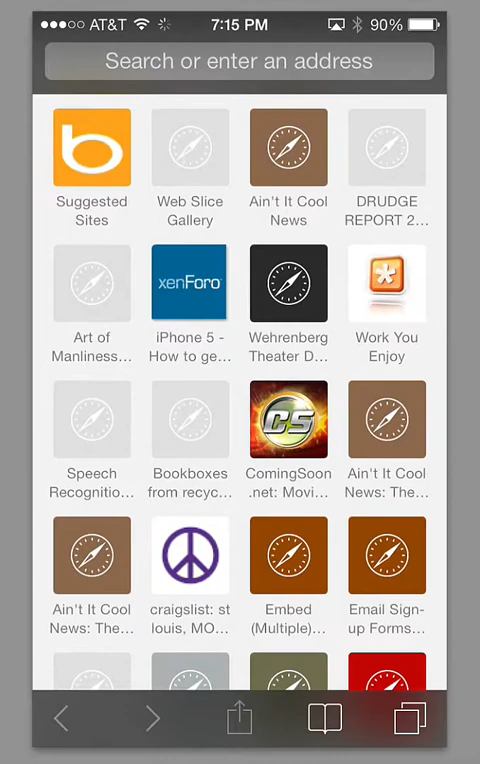 AT&T 7:15 PM 90%
Search or enter an address
b
Suggested Sites
Web Slice Gallery
Ain't It Cool News
DRUDGE REPORT 2...
xenForo
Art of Manliness...
iPhone 5 - How to ge...
Wehrenberg Theater D...
Work You Enjoy
CS
Speech Recognitio...
Bookboxes from recyc...
ComingSoon.net: Movi...
Ain't It Cool News: The...
Ain't It Cool News: The...
craigslist: st louis, MO...
Embed (Multiple)...
Email Sign-up Forms...